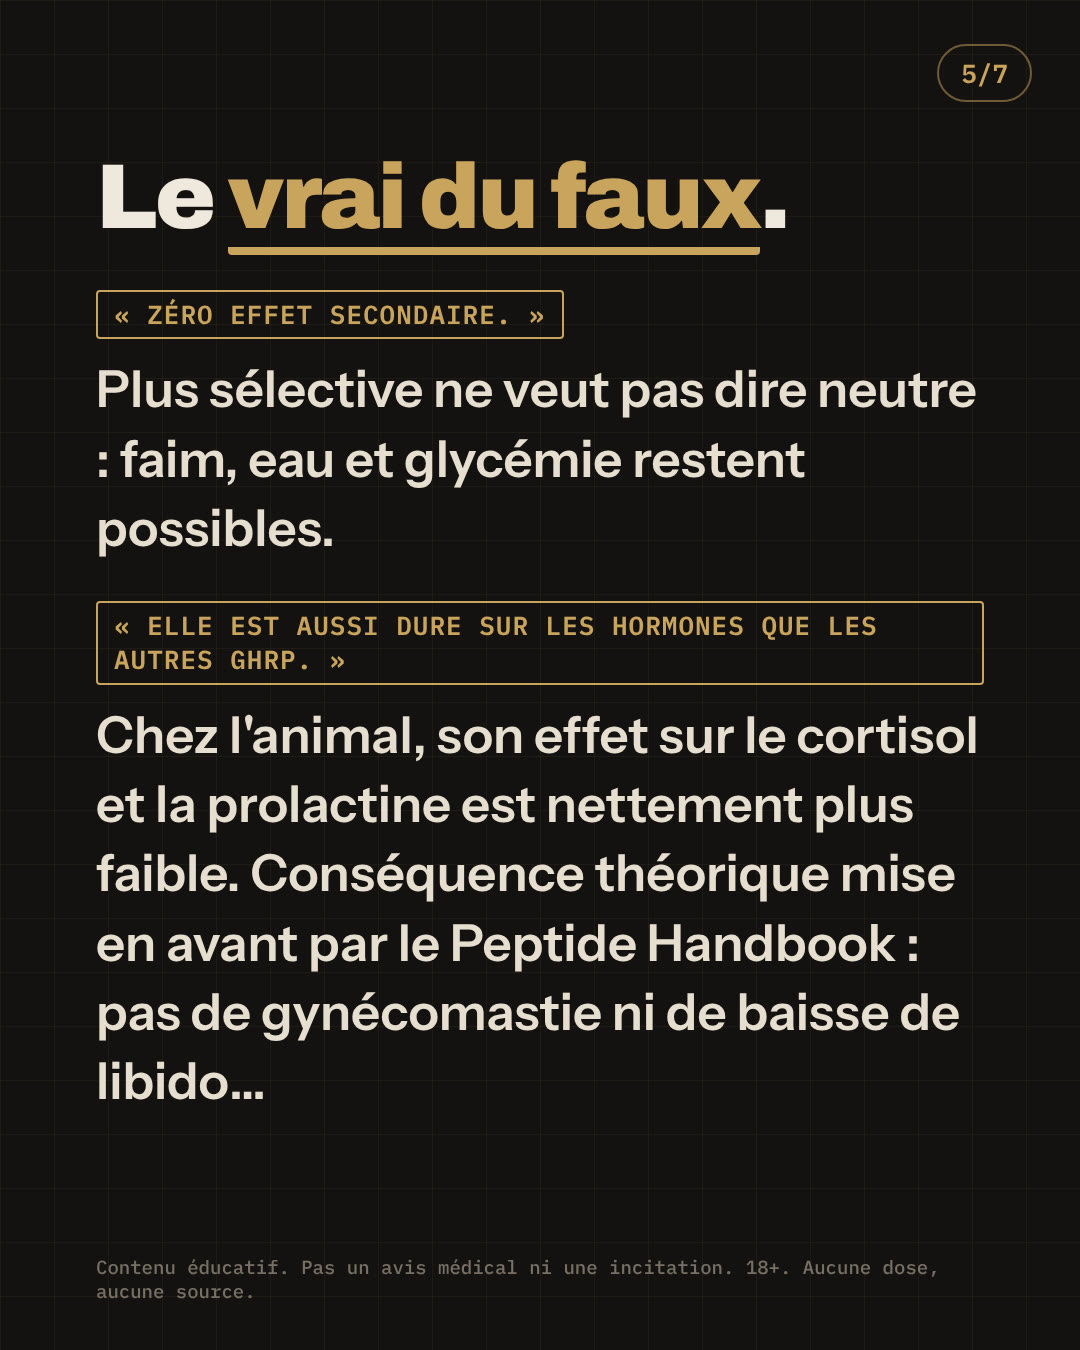 5/7
Le vrai du faux.
« ZÉRO EFFET SECONDAIRE. »
Plus sélective ne veut pas dire neutre
: faim, eau et glycémie restent
possibles.
« ELLE EST AUSSI DURE SUR LES HORMONES QUE LES
AUTRES GHRP. »
Chez l'animal, son effet sur le cortisol
et la prolactine est nettement plus
faible. Conséquence théorique mise
en avant par le Peptide Handbook :
pas de gynécomastie ni de baisse de
libido...
Contenu éducatif. Pas un avis médical ni une incitation. 18+. Aucune dose,
aucune source.